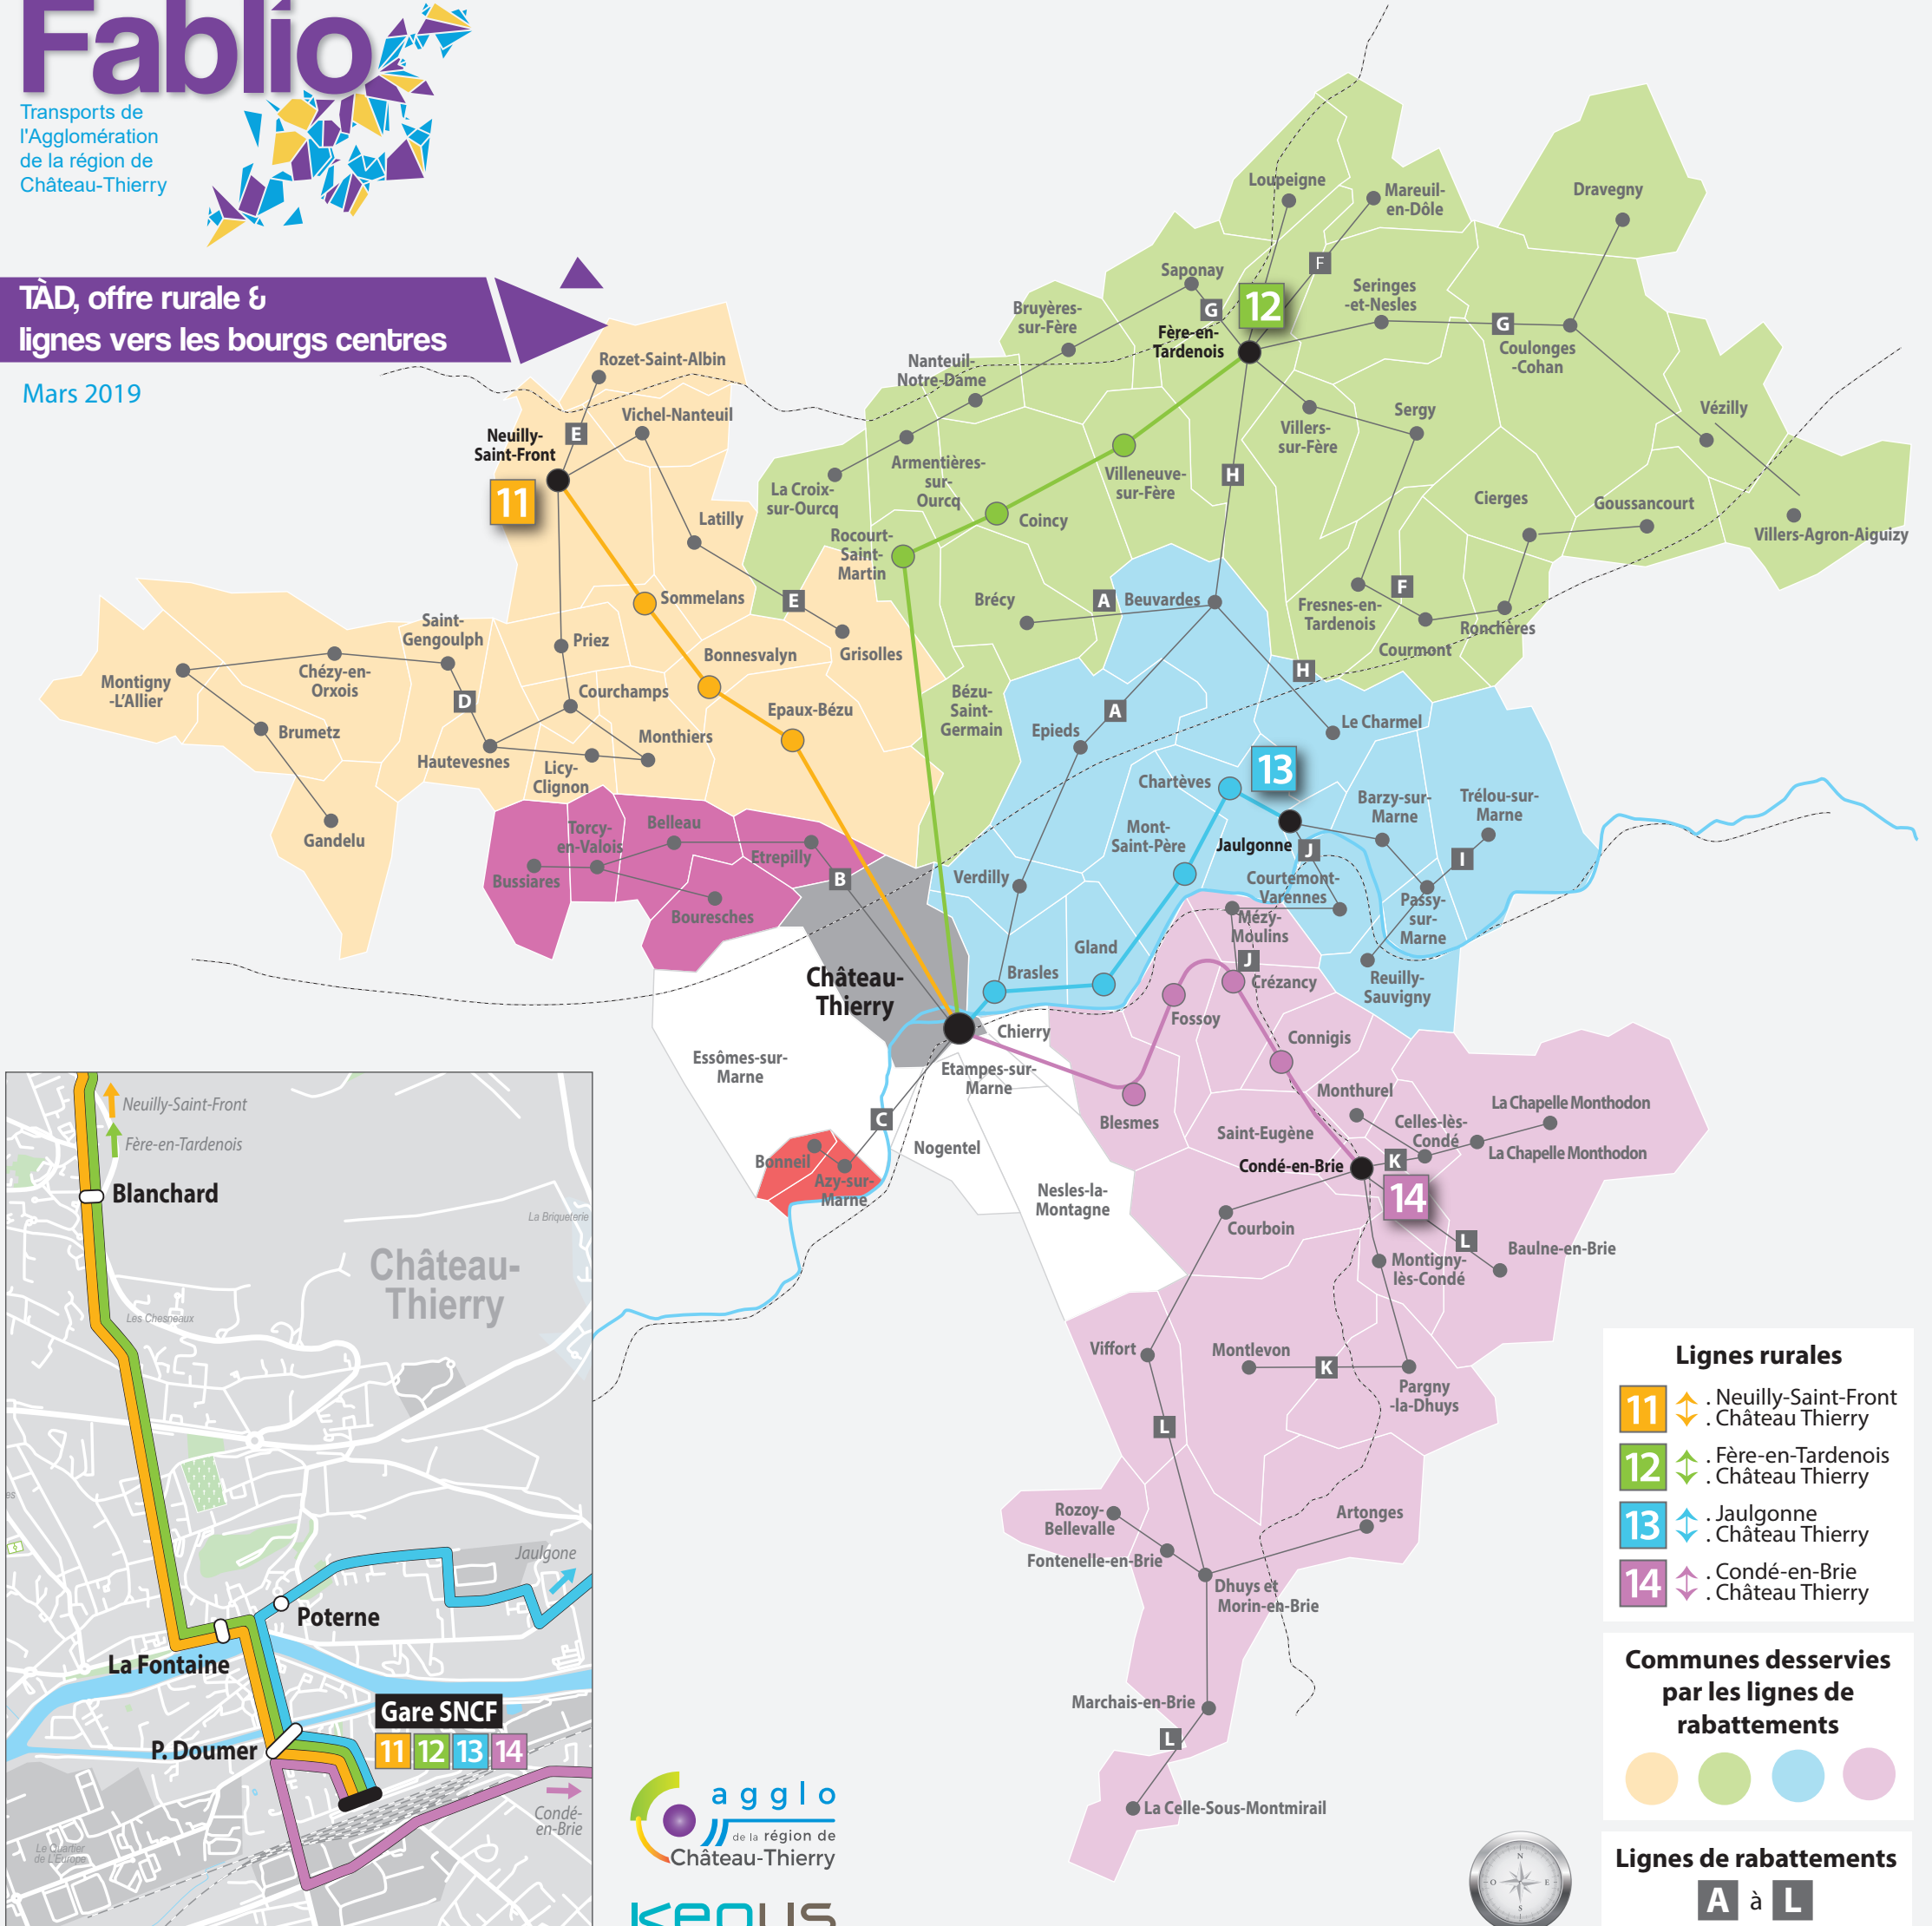 Fablio
Transports de
l'Agglomération
de la région de
Château-Thierry
TÀD, offre rurale &
lignes vers les bourgs centres
Mars 2019
Loupeigne
Mareuil-
en-Dôle
Dravegny
F
Saponay
G
12
Seringes
-et-Nesles
Bruyères-
sur-Fère
Fère-en-
Tardenois
G
Coulonges
-Cohan
Nanteuil-
Notre-Dame
Rozet-Saint-Albin
Vichel-Nanteuil
E
Neuilly-
Saint-Front
11
Villers-
sur-Fère
Sergy
Vézilly
Armentières-
sur-
Ourcq
Villeneuve-
sur-Fère
H
La Croix-
sur-Ourcq
Cierges
Goussancourt
Villers-Agron-Aiguizy
Latilly
Coincy
Rocourt-
Saint-
Martin
Sommelans
E
Brécy
A
Beuvardes
F
Fresnes-en-
Tardenois
Ronchères
Courmont
Saint-
Gengoulph
Priez
Bonnesvalyn
Grisolles
H
Montigny
-L'Allier
Chézy-en-
Orxois
D
Courchamps
Epaux-Bézu
Bézu-
Saint-
Germain
A
Epieds
Le Charmel
Brumetz
Hautevesnes
Licy-
Clignon
Monthiers
Chartèves
13
Barzy-sur-
Marne
Trélou-sur-
Marne
Gandelu
Torcy-
en-Valois
Belleau
Etrepilly
Mont-
Saint-Père
Jaulgonne
J
I
Bussiares
B
Verdilly
Courtemont-
Varennes
Passy-
sur-
Marne
Bouresches
Mézy-
Moulins
Gland
J
Crézancy
Reuilly-
Sauvigny
Château-
Thierry
Brasles
Fossoy
Chierry
Connigis
Essômes-sur-
Marne
Etampes-sur-
Marne
Monthurel
La Chapelle Monthodon
C
Blesmes
Saint-Eugène
Celles-lès-
Condé
La Chapelle Monthodon
Nogentel
Condé-en-Brie
K
14
Bonneil
Azy-sur-
Marne
Nesles-la-
Montagne
Courboin
L
Baulne-en-Brie
Montigny-
lès-Condé
Viffort
Montlevon
K
Pargny
-la-Dhuys
L
Rozoy-
Bellevalle
Artonges
Fontenelle-en-Brie
Dhuys et
Morin-en-Brie
Marchais-en-Brie
L
La Celle-Sous-Montmirail
Neuilly-Saint-Front
Fère-en-Tardenois
Blanchard
La Briqueterie
Château-
Thierry
Les Chesneaux
Jaulgone
Poterne
La Fontaine
Gare SNCF
11 12 13 14
P. Doumer
Condé-
en-Brie
Le Quartier
de L'Europe
agglo
de la région de
Château-Thierry
keolis
Lignes rurales
11 . Neuilly-Saint-Front
. Château Thierry
12 . Fère-en-Tardenois
. Château Thierry
13 . Jaulgonne
. Château Thierry
14 . Condé-en-Brie
. Château Thierry
Communes desservies
par les lignes de
rabattements
Lignes de rabattements
A à L
N
O E
S